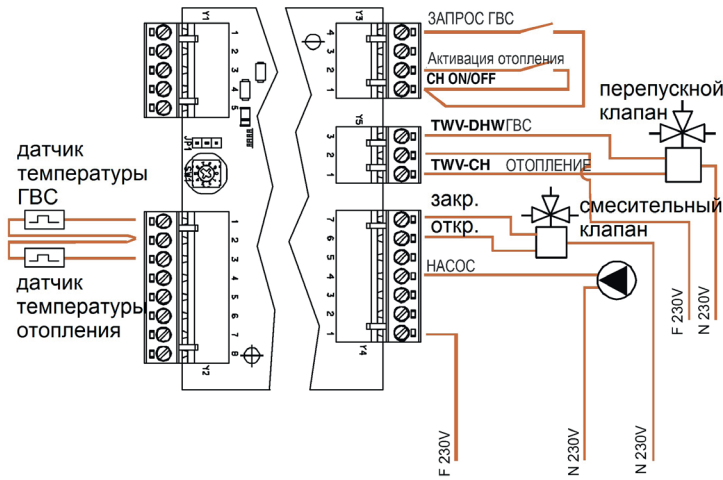 Y1
1
2
3
4
5
JP1
SW1
датчик
температуры
ГВС
датчик
температуры
отопления
1
2
3
4
5
6
7
8
Y2
Y3
4
3
2
1
ЗАПРОС ГВС
Активация отопления
CH ON/OFF
Y5
3
2
1
TWV-DHW ГВС
TWV-CH ОТОПЛЕНИЕ
перепускной
клапан
7
6
5
4
3
2
1
Y4
закр.
откр.
НАСОС
смесительный
клапан
F 230V
N 230V
F 230V
N 230V
N 230V